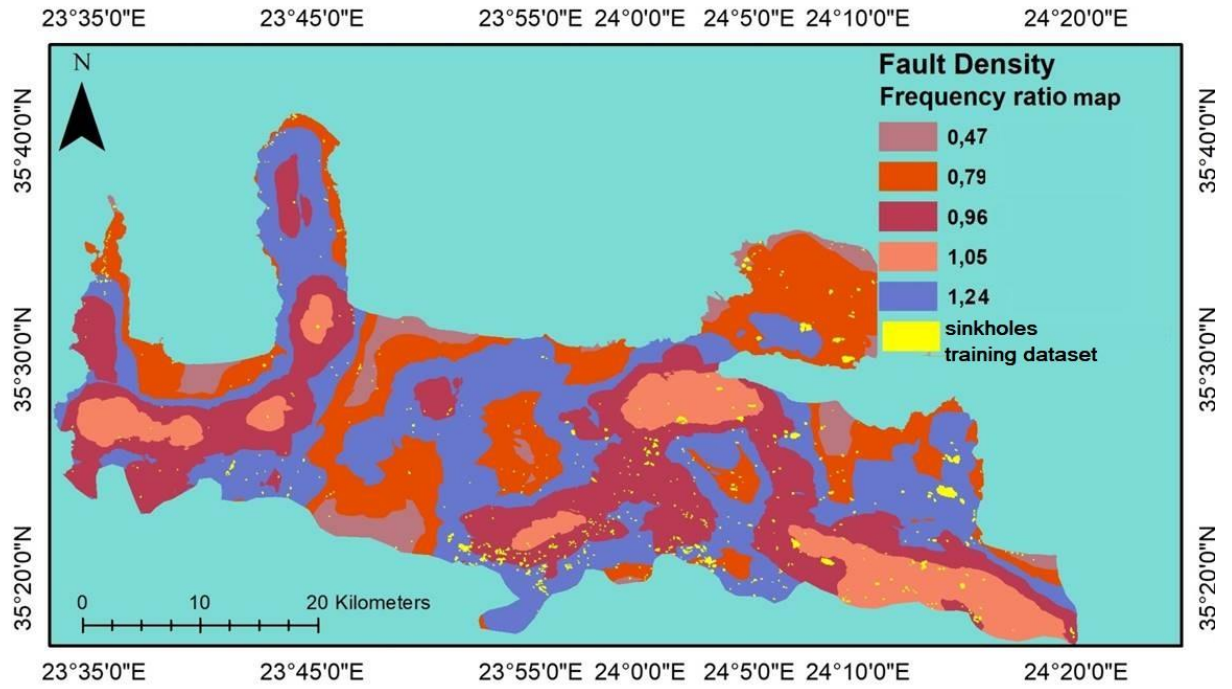 23°35'0"E 23°45'0"E 23°55'0"E 24°0'0"E 24°5'0"E 24°10'0"E 24°20'0"E
N
Fault Density
Frequency ratio map
0,47
0,79
0,96
1,05
1,24
sinkholes
training dataset
35°40'0"N 35°40'0"N
35°30'0"N 35°30'0"N
35°20'0"N 35°20'0"N
0 10 20 Kilometers
23°35'0"E 23°45'0"E 23°55'0"E 24°0'0"E 24°5'0"E 24°10'0"E 24°20'0"E